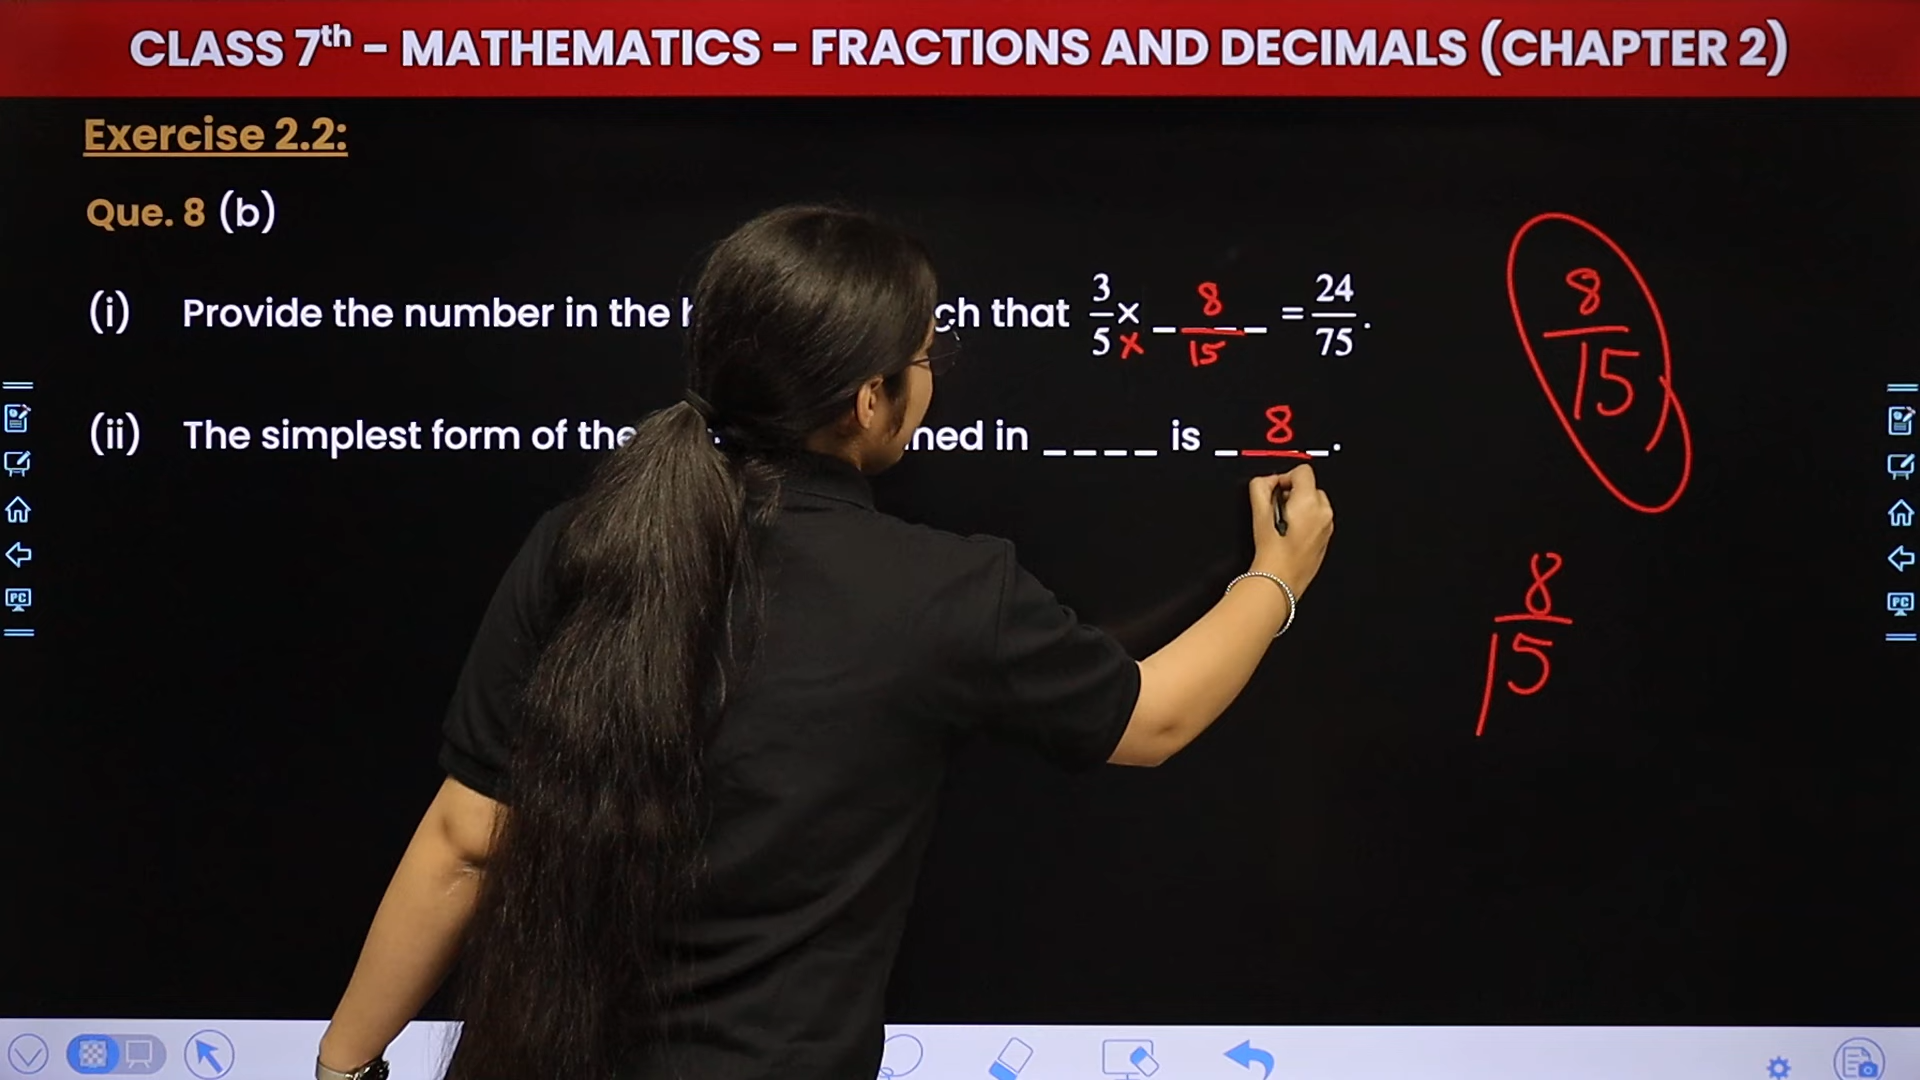 CLASS 7th – MATHEMATICS – FRACTIONS AND DECIMALS (CHAPTER 2)
Exercise 2.2:
Que. 8 (b)
(i) Provide the number in the ch that 3/5 × _ 8/15 _ = 24/75.
×
(ii) The simplest form of the ned in _ _ _ _ is _ 8 _.
8/15
8/15
PC
PC